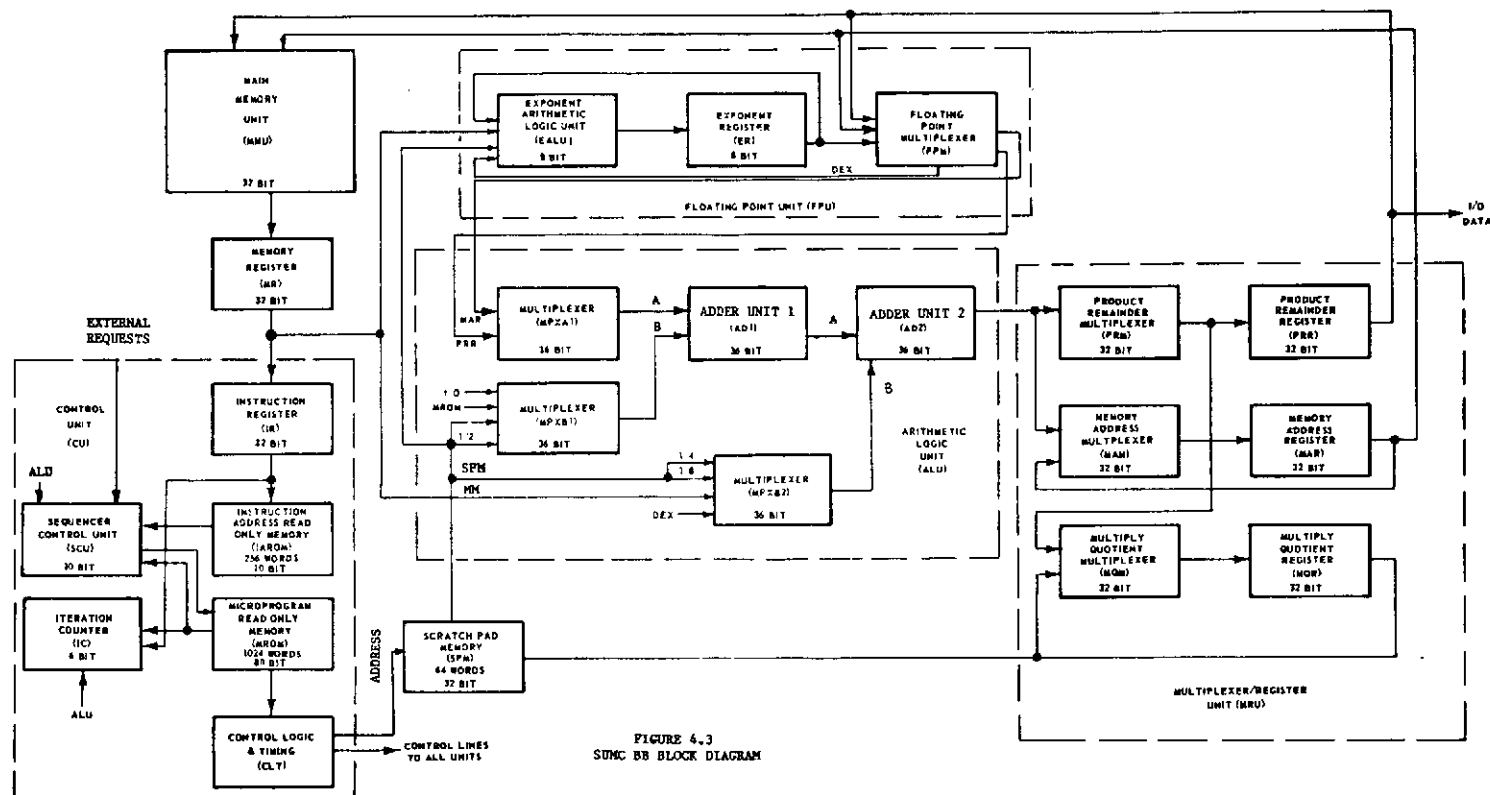 MAIN
MEMORY
UNIT
(MMU)
32 BIT
EXPONENT
ARITHMETIC
LOGIC UNIT
(EALU)
8 BIT
EXPONENT
REGISTER
(ER)
8 BIT
FLOATING
POINT
MULTIPLEXER
(FPM)
DEX
FLOATING POINT UNIT (FPU)
I/O
DATA
MEMORY
REGISTER
(MR)
32 BIT
EXTERNAL
REQUESTS
MAR
PRR
MULTIPLEXER
(MPXA1)
36 BIT
A
B
ADDER UNIT 1
(AD1)
36 BIT
A
ADDER UNIT 2
(AD2)
36 BIT
B
PRODUCT
REMAINDER
MULTIPLEXER
(PRM)
32 BIT
PRODUCT
REMAINDER
REGISTER
(PRR)
32 BIT
CONTROL
UNIT
(CU)
INSTRUCTION
REGISTER
(IR)
32 BIT
MROM
1/2
MULTIPLEXER
(MPXB1)
36 BIT
ARITHMETIC
LOGIC
UNIT
(ALU)
MEMORY
ADDRESS
MULTPLEXER
(MAM)
32 BIT
MEMORY
ADDRESS
REGISTER
(MAR)
32 BIT
ALU
SPM
MM
DEX
MULTIPLEXER
(MPXB2)
36 BIT
SEQUENCER
CONTROL UNIT
(SCU)
10 BIT
INSTRUCTION
ADDRESS READ
ONLY MEMORY
(IAROM)
256 WORDS
10 BIT
MULTIPLY
QUOTIENT
MULTIPLEXER
(MQM)
32 BIT
MULTIPLY
QUOTIENT
REGISTER
(MQR)
32 BIT
ITERATION
COUNTER
(IC)
BIT
ALU
MICROPROGRAM
READ ONLY
MEMORY
(MROM)
1024 WORDS
BIT
ADDRESS
SCRATCH PAD
MEMORY
(SPM)
64 WORDS
32 BIT
MULTIPLEXER/REGISTER
UNIT (MRU)
CONTROL LOGIC
& TIMING
(CLT)
CONTROL LINES
TO ALL UNITS
FIGURE 4.3
SUMC BB BLOCK DIAGRAM